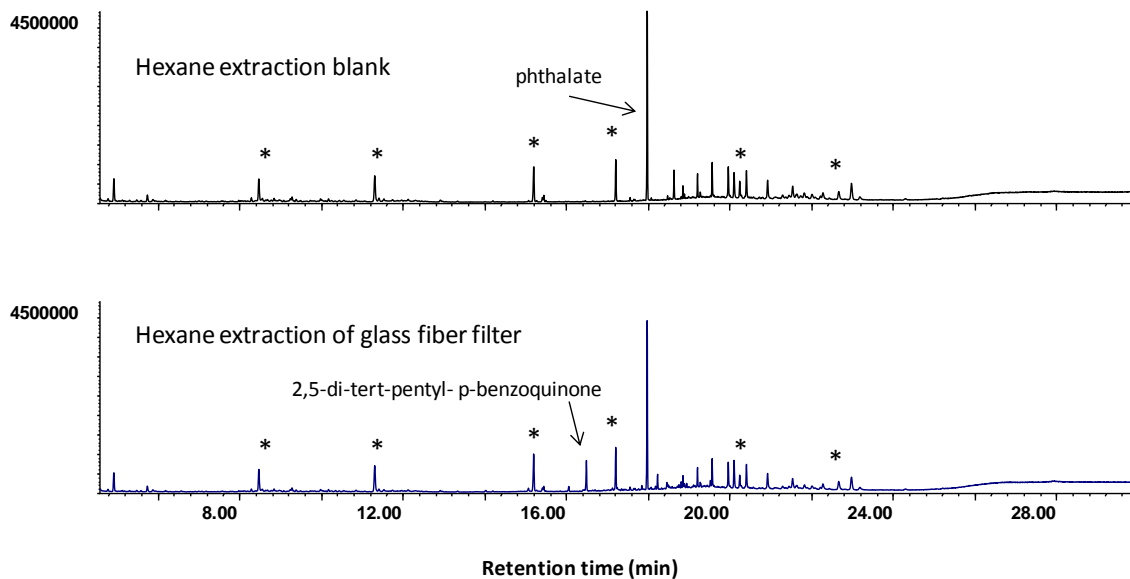 4500000
Hexane extraction blank
phthalate
* * * * * *
4500000
Hexane extraction of glass fiber filter
2,5-di-tert-pentyl- p-benzoquinone
* * * * * *
8.00 12.00 16.00 20.00 24.00 28.00
Retention time (min)